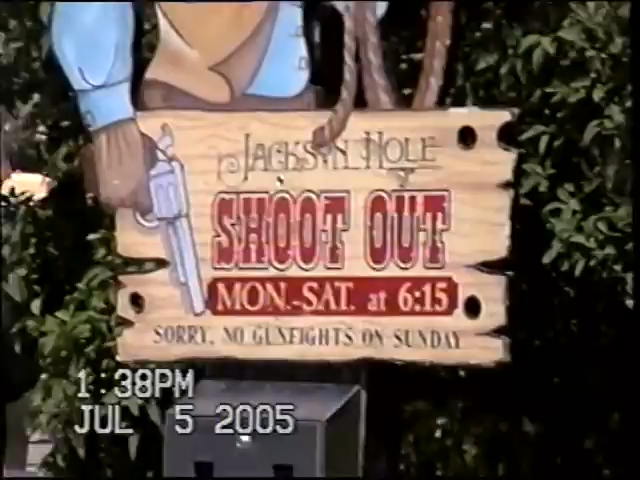 JACKSON HOLE
SHOOT OUT
MON.-SAT. at 6:15
SORRY, NO GUNFIGHTS ON SUNDAY
1:38PM
JUL 5 2005